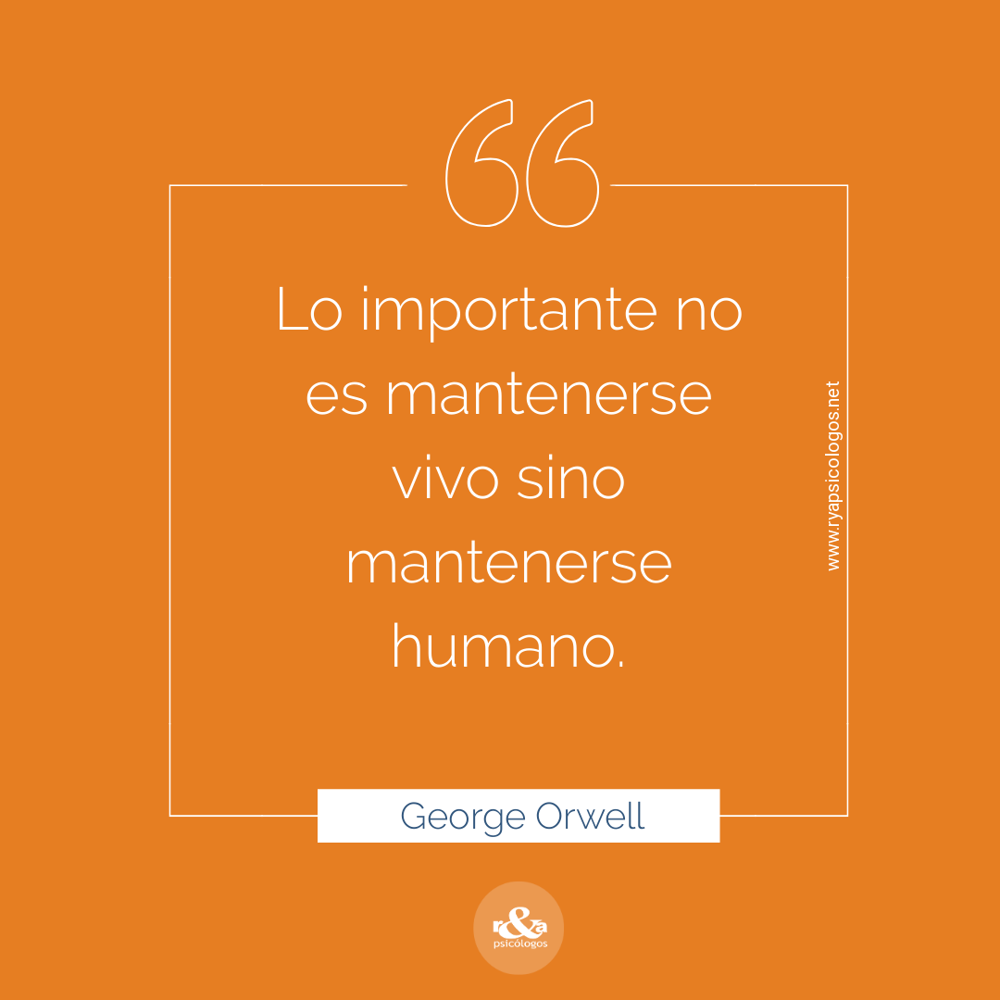 Lo importante no
es mantenerse
vivo sino
mantenerse
humano.
www.ryapsicologos.net
George Orwell
r&a
psicólogos